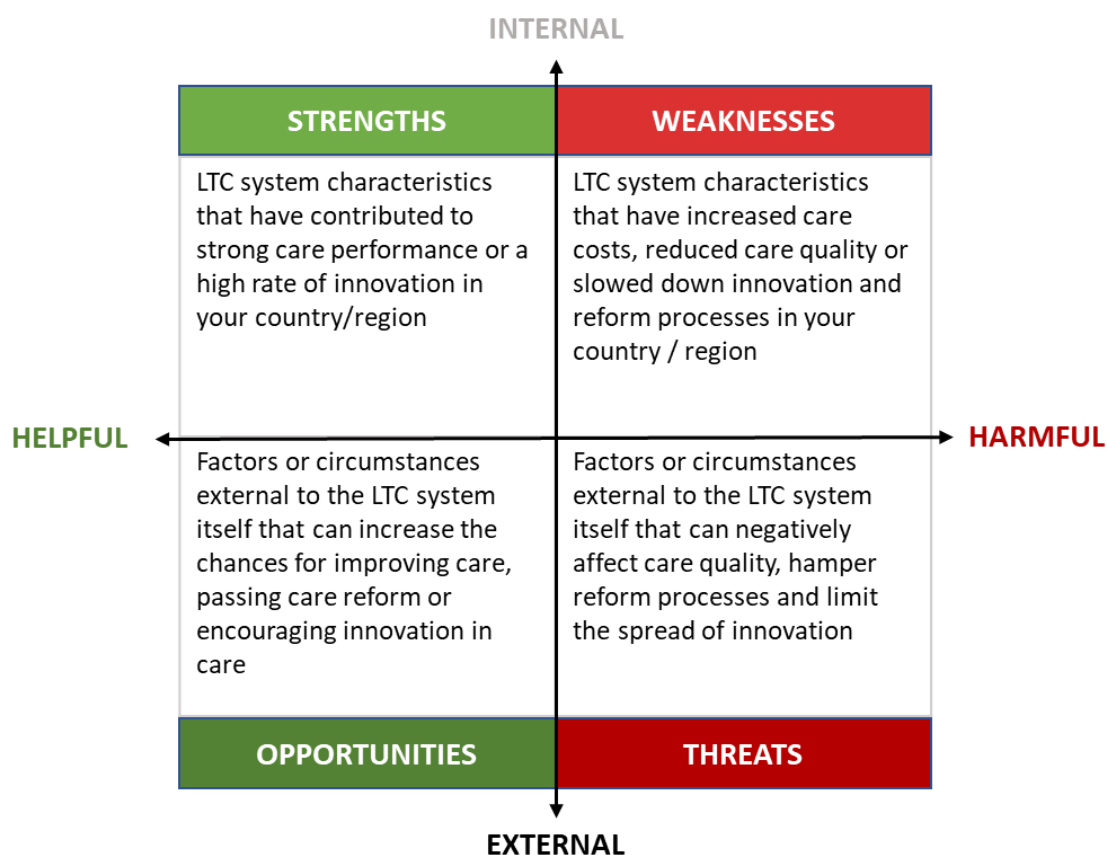 INTERNAL
STRENGTHS
WEAKNESSES
LTC system characteristics
that have contributed to
strong care performance or a
high rate of innovation in
your country/region
LTC system characteristics
that have increased care
costs, reduced care quality or
slowed down innovation and
reform processes in your
country / region
HELPFUL
HARMFUL
Factors or circumstances
external to the LTC system
itself that can increase the
chances for improving care,
passing care reform or
encouraging innovation in
care
Factors or circumstances
external to the LTC system
itself that can negatively
affect care quality, hamper
reform processes and limit
the spread of innovation
OPPORTUNITIES
THREATS
EXTERNAL